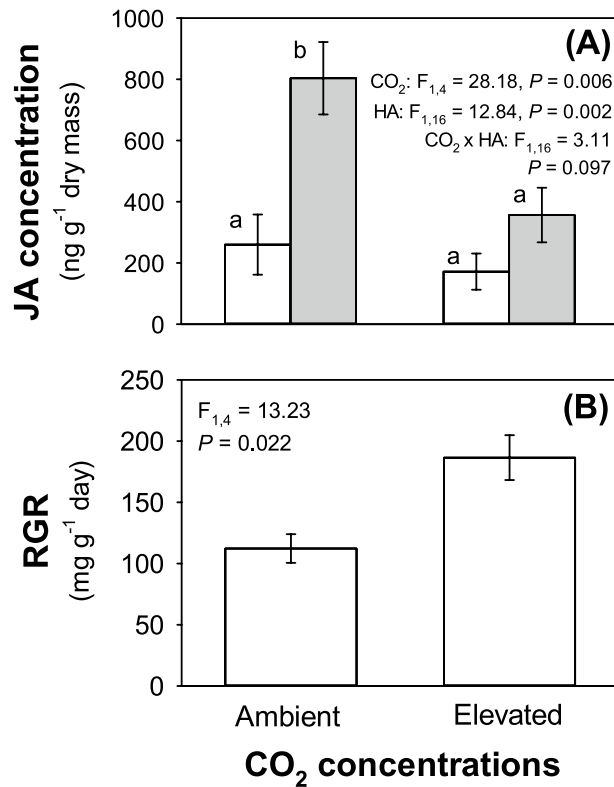 (A)
CO₂: F₁,₄ = 28.18, P = 0.006
HA: F₁,₁₆ = 12.84, P = 0.002
CO₂ x HA: F₁,₁₆ = 3.11
P = 0.097
JA concentration
(ng g⁻¹ dry mass)
1000
800
600
400
200
0
a
b
a
a
(B)
F₁,₄ = 13.23
P = 0.022
RGR
(mg g⁻¹ day)
250
200
150
100
50
0
Ambient
Elevated
CO₂ concentrations